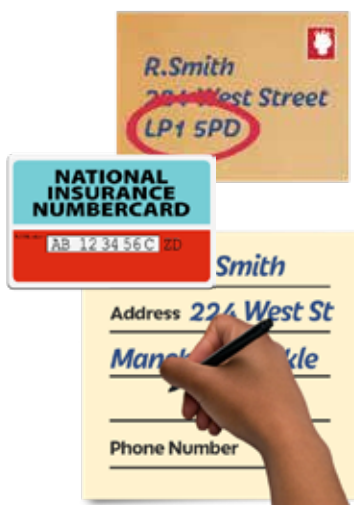 R.Smith
224 West Street
LP1 5PD
NATIONAL
INSURANCE
NUMBERCARD
AB 12 34 56 C ZD
Smith
Address 224 West St
Phone Number